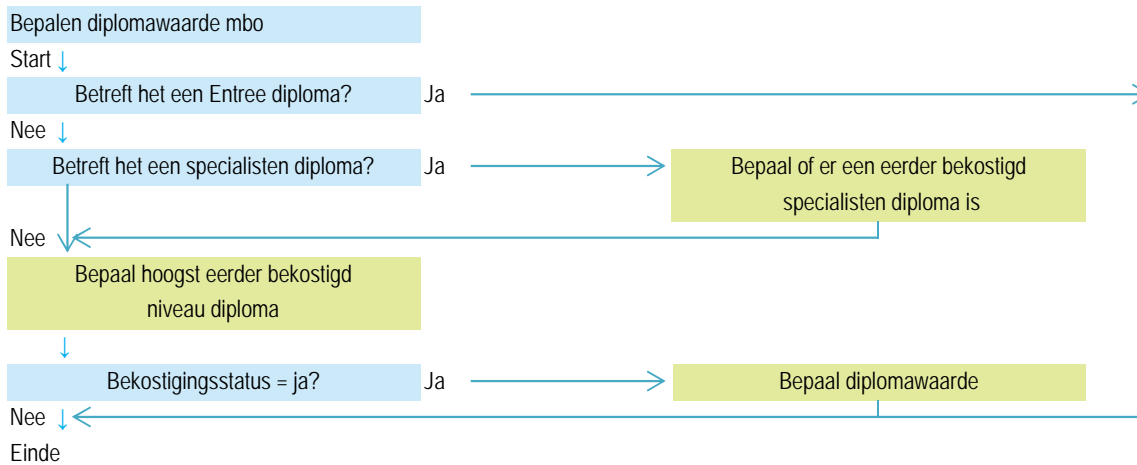 Bepalen diplomawaarde mbo
Start ↓
Betreft het een Entree diploma? Ja
Nee ↓
Betreft het een specialisten diploma? Ja
Bepaal of er een eerder bekostigd
specialisten diploma is
Nee
Bepaal hoogst eerder bekostigd
niveau diploma
↓
Bekostigingsstatus = ja? Ja
Bepaal diplomawaarde
Nee ↓
Einde